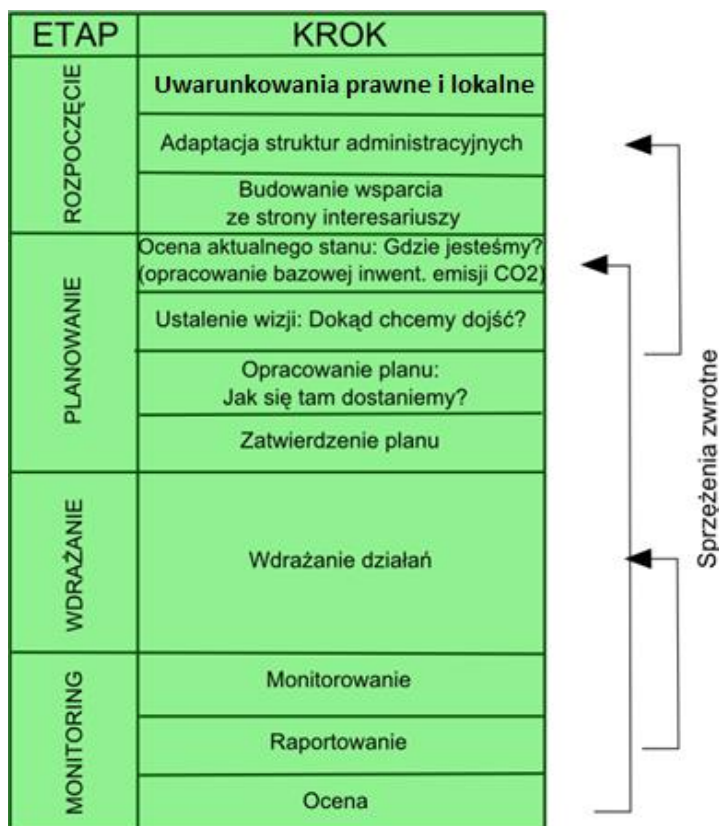 ETAP
KROK
ROZPOCZĘCIE
Uwarunkowania prawne i lokalne
Adaptacja struktur administracyjnych
Budowanie wsparcia
ze strony interesariuszy
PLANOWANIE
Ocena aktualnego stanu: Gdzie jesteśmy?
(opracowanie bazowej inwent. emisji CO2)
Ustalenie wizji: Dokąd chcemy dojść?
Opracowanie planu:
Jak się tam dostaniemy?
Zatwierdzenie planu
WDRAŻANIE
Wdrażanie działań
MONITORING
Monitorowanie
Raportowanie
Ocena
Sprzężenia zwrotne